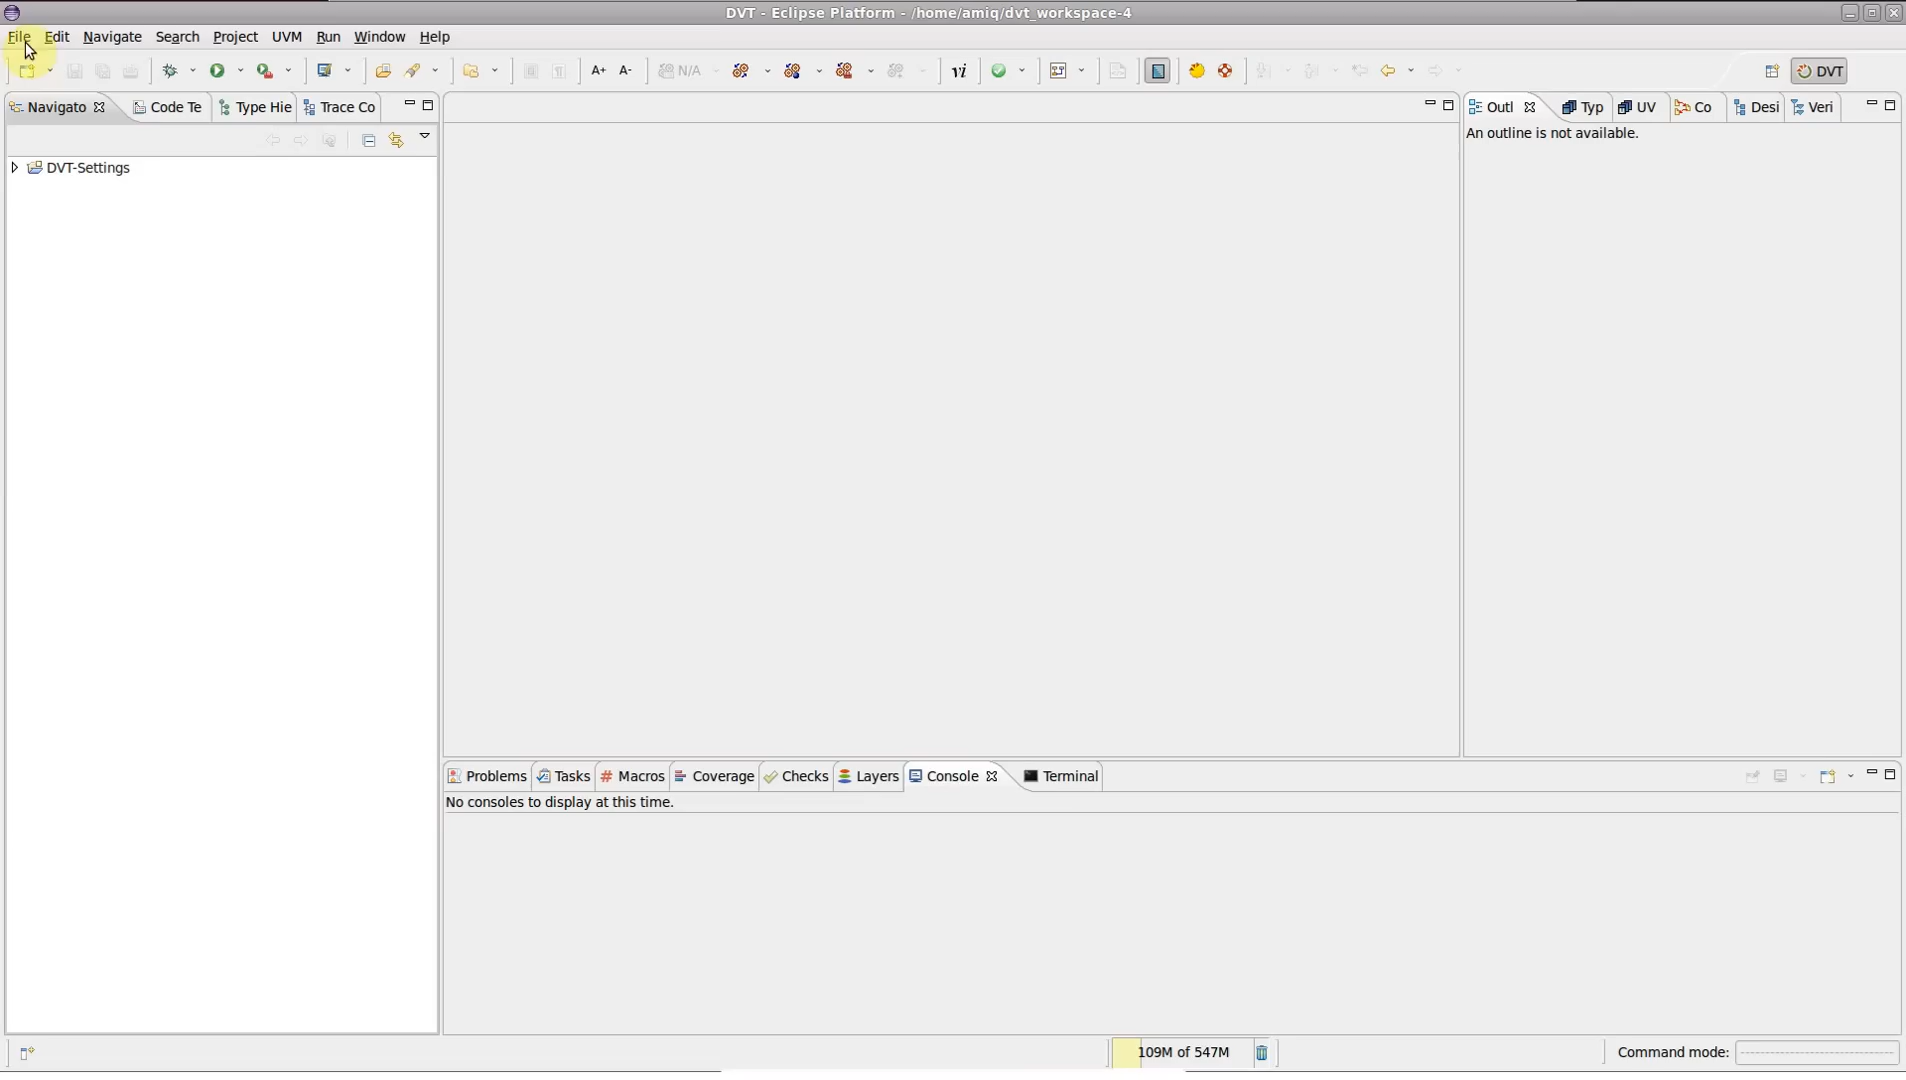 DVT - Eclipse Platform - /home/amiq/dvt_workspace-4
File Edit Navigate Search Project UVM Run Window Help
A+ A- N/A vi DVT
Navigato Code Te Type Hie Trace Co
Outl Typ UV Co Desi Veri
An outline is not available.
DVT-Settings
Problems Tasks # Macros Coverage Checks Layers Console Terminal
No consoles to display at this time.
109M of 547M
Command mode: